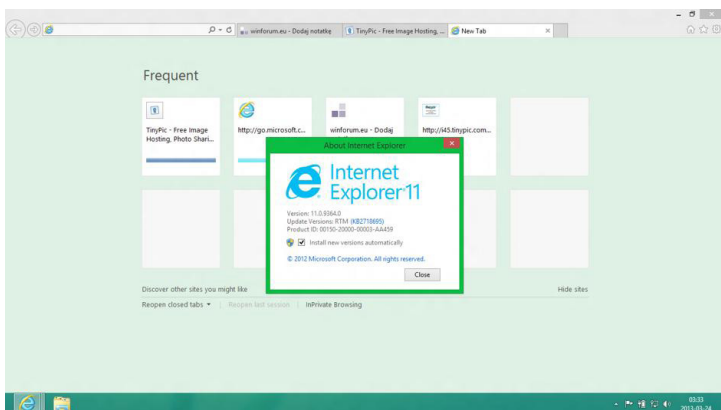 winforum.eu - Dodaj notatkę
TinyPic - Free Image Hosting, ...
New Tab
Frequent
TinyPic - Free Image
Hosting, Photo Shari...
http://go.microsoft.c...
winforum.eu - Dodaj
http://i45.tinypic.com...
About Internet Explorer
Internet
Explorer 11
Version: 11.0.9364.0
Update Versions: RTM (KB2718695)
Product ID: 00150-20000-00003-AA459
Install new versions automatically
© 2012 Microsoft Corporation. All rights reserved.
Close
Discover other sites you might like
Hide sites
Reopen closed tabs
Reopen last session
InPrivate Browsing
03:33
2013-03-24